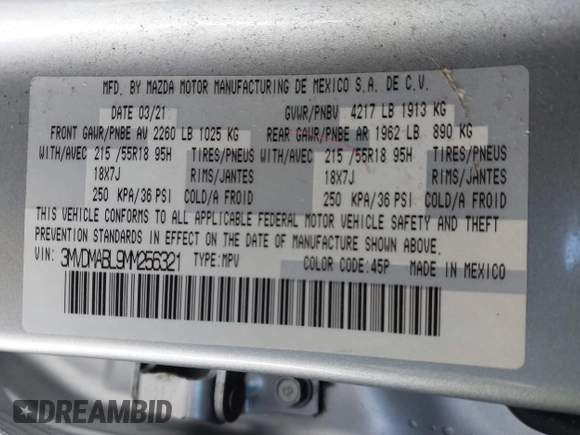 MFD. BY MAZDA MOTOR MANUFACTURING DE MEXICO S.A. DE C.V.
DATE 03/21 GVWR/PNBV 4217 LB 1913 KG
FRONT GAWR/PNBE AV 2260 LB 1025 KG REAR GAWR/PNBE AR 1962 LB 890 KG
WITH/AVEC 215 /55R18 95H TIRES/PNEUS WITH/AVEC 215 /55R18 95H TIRES/PNEUS
18X7J RIMS/JANTES 18X7J RIMS/JANTES
250 KPA/36 PSI COLD/A FROID 250 KPA/36 PSI COLD/A FROID
THIS VEHICLE CONFORMS TO ALL APPLICABLE FEDERAL MOTOR VEHICLE SAFETY AND THEFT
PREVENTION STANDARDS IN EFFECT ON THE DATE OF MANUFACTURE SHOWN ABOVE.
VIN: 3MVDMABL9MM256321 TYPE:MPV COLOR CODE:45P MADE IN MEXICO
DREAMBID